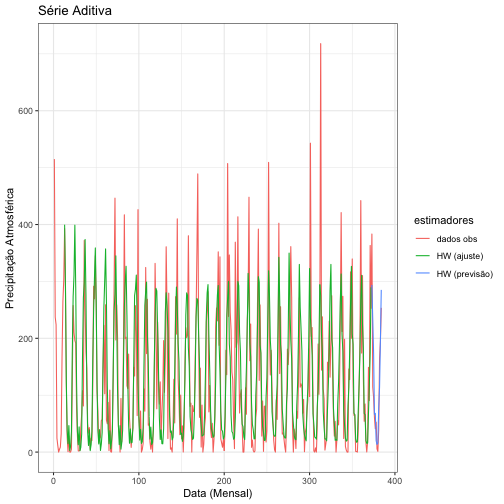 Série Aditiva
Precipilação Atmosférica
600
400
200
0
0
100
200
300
400
Data (Mensal)
estimadores
dados obs
HW (ajuste)
HW (previsão)